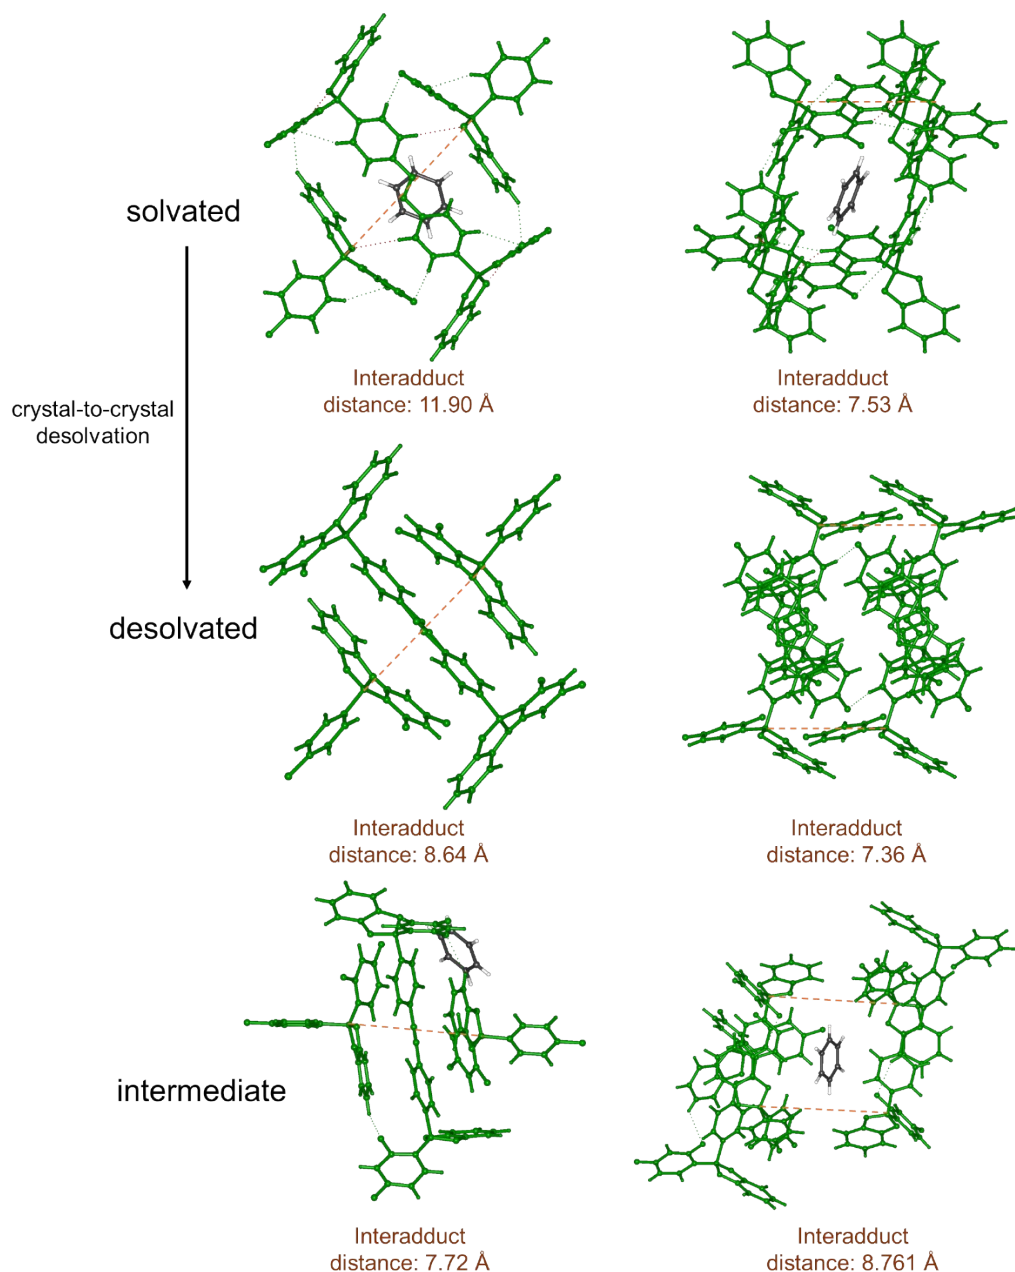 solvated
Interadduct
distance: 11.90 Å
Interadduct
distance: 7.53 Å
crystal-to-crystal
desolvation
desolvated
Interadduct
distance: 8.64 Å
Interadduct
distance: 7.36 Å
intermediate
Interadduct
distance: 7.72 Å
Interadduct
distance: 8.761 Å